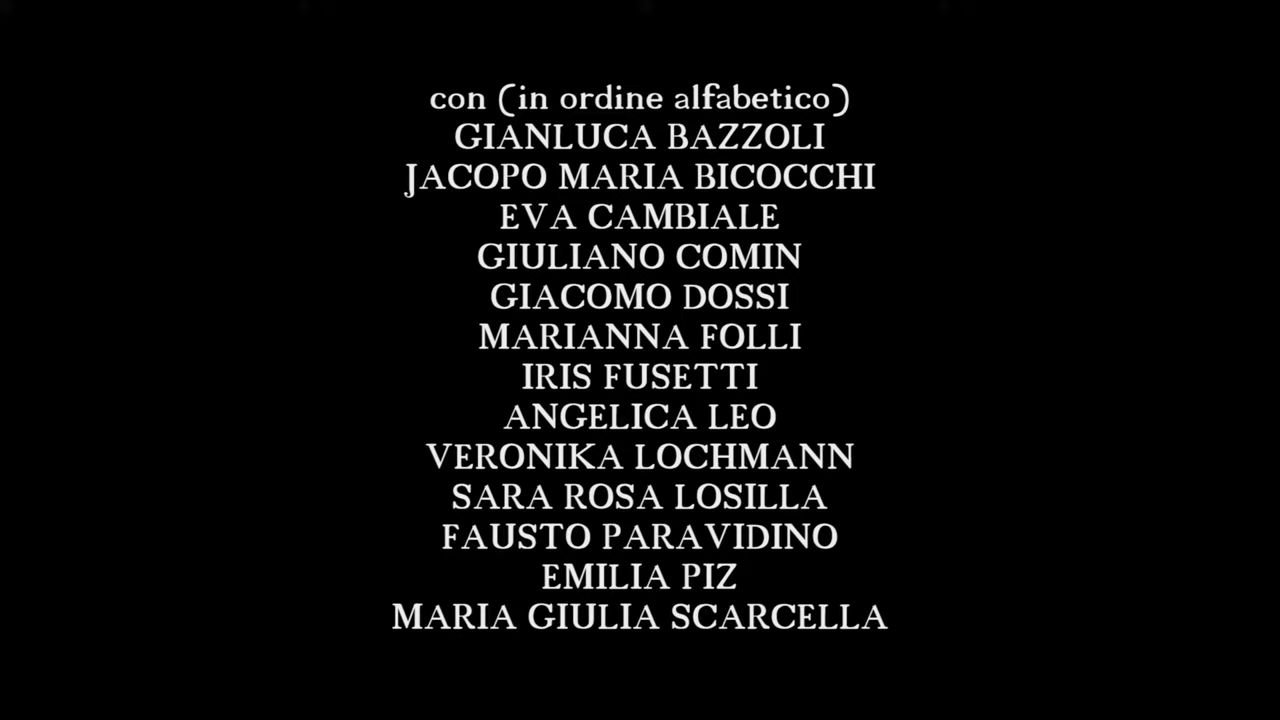 con (in ordine alfabetico)
GIANLUCA BAZZOLI
JACOPO MARIA BICOCCHI
EVA CAMBIALE
GIULIANO COMIN
GIACOMO DOSSI
MARIANNA FOLLI
IRIS FUSETTI
ANGELICA LEO
VERONIKA LOCHMANN
SARA ROSA LOSILLA
FAUSTO PARAVIDINO
EMILIA PIZ
MARIA GIULIA SCARCELLA